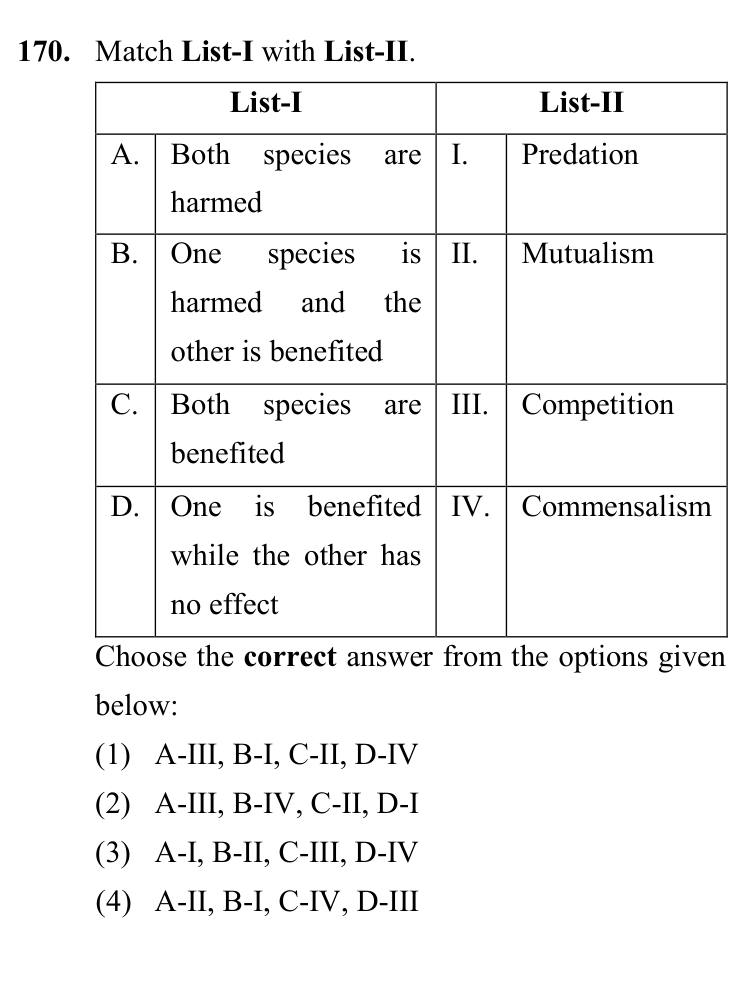 170. Match List-I with List-II.
List-I List-II
A. Both species are I. Predation
harmed
B. One species is II. Mutualism
harmed and the
other is benefited
C. Both species are III. Competition
benefited
D. One is benefited IV. Commensalism
while the other has
no effect
Choose the correct answer from the options given
below:
(1) A-III, B-I, C-II, D-IV
(2) A-III, B-IV, C-II, D-I
(3) A-I, B-II, C-III, D-IV
(4) A-II, B-I, C-IV, D-III